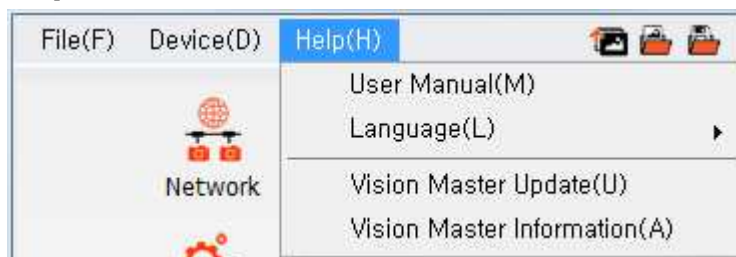 File(F) Device(D) Help(H)
User Manual(M)
Language(L)
Network
Vision Master Update(U)
Vision Master Information(A)